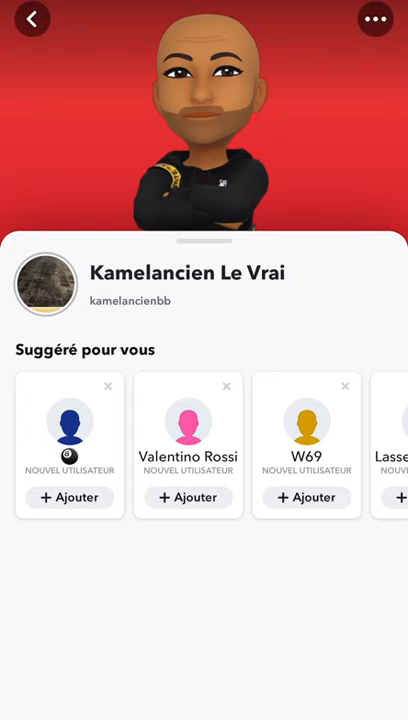 Kamelancien Le Vrai
kamelancienbb
Suggéré pour vous
NOUVEL UTILISATEUR
+ Ajouter
Valentino Rossi
NOUVEL UTILISATEUR
+ Ajouter
W69
NOUVEL UTILISATEUR
+ Ajouter
Lasse
NOUV
+